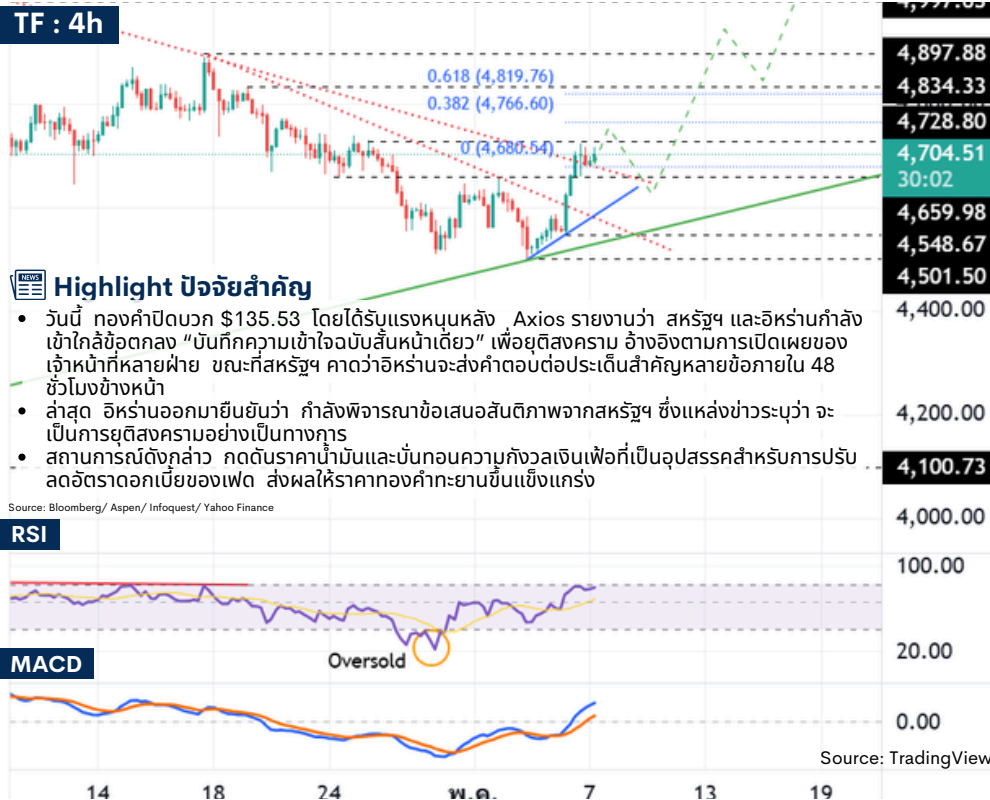 TF : 4h
4,897.88
0.618 (4,819.76)
4,834.33
0.382 (4,766.60)
4,728.80
0 (4,680.54)
4,704.51
30:02
4,659.98
4,548.67
4,501.50
NEWS
Highlight ปัจจัยสำคัญ
4,400.00
• วันนี้ ทองคำปิดบวก $135.53 โดยได้รับแรงหนุนหลัง Axios รายงานว่า สหรัฐฯ และอิหร่านกำลัง
เข้าใกล้ข้อตกลง “บันทึกความเข้าใจฉบับสั้นหน้าเดียว” เพื่อยุติสงคราม อ้างอิงตามการเปิดเผยของ
เจ้าหน้าที่หลายฝ่าย ขณะที่สหรัฐฯ คาดว่าอิหร่านจะส่งคำตอบต่อประเด็นสำคัญหลายข้อภายใน 48
ชั่วโมงข้างหน้า
• ล่าสุด อิหร่านออกมายืนยันว่า กำลังพิจารณาข้อเสนอสันติภาพจากสหรัฐฯ ซึ่งแหล่งข่าวระบุว่า จะ
เป็นการยุติสงครามอย่างเป็นทางการ
4,200.00
• สถานการณ์ดังกล่าว กดดันราคาน้ำมันและบั่นทอนความกังวลเงินเฟ้อที่เป็นอุปสรรคสำหรับการปรับ
ลดอัตราดอกเบี้ยของเฟด ส่งผลให้ราคาทองคำทะยานขึ้นแข็งแกร่ง
4,100.73
Source: Bloomberg/ Aspen/ Infoquest/ Yahoo Finance
4,000.00
RSI
100.00
Oversold
20.00
MACD
0.00
Source: TradingView
14 18 24 พ.ค. 7 13 19